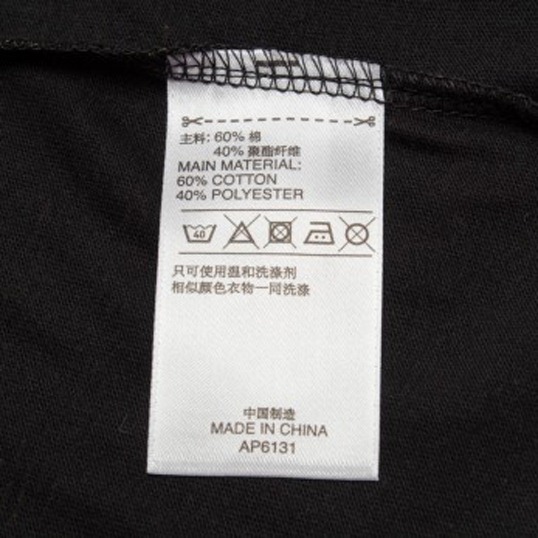 主料: 60% 棉
40% 聚酯纤维
MAIN MATERIAL:
60% COTTON
40% POLYESTER
40
只可使用温和洗涤剂
相似颜色衣物一同洗涤
中国制造
MADE IN CHINA
AP6131